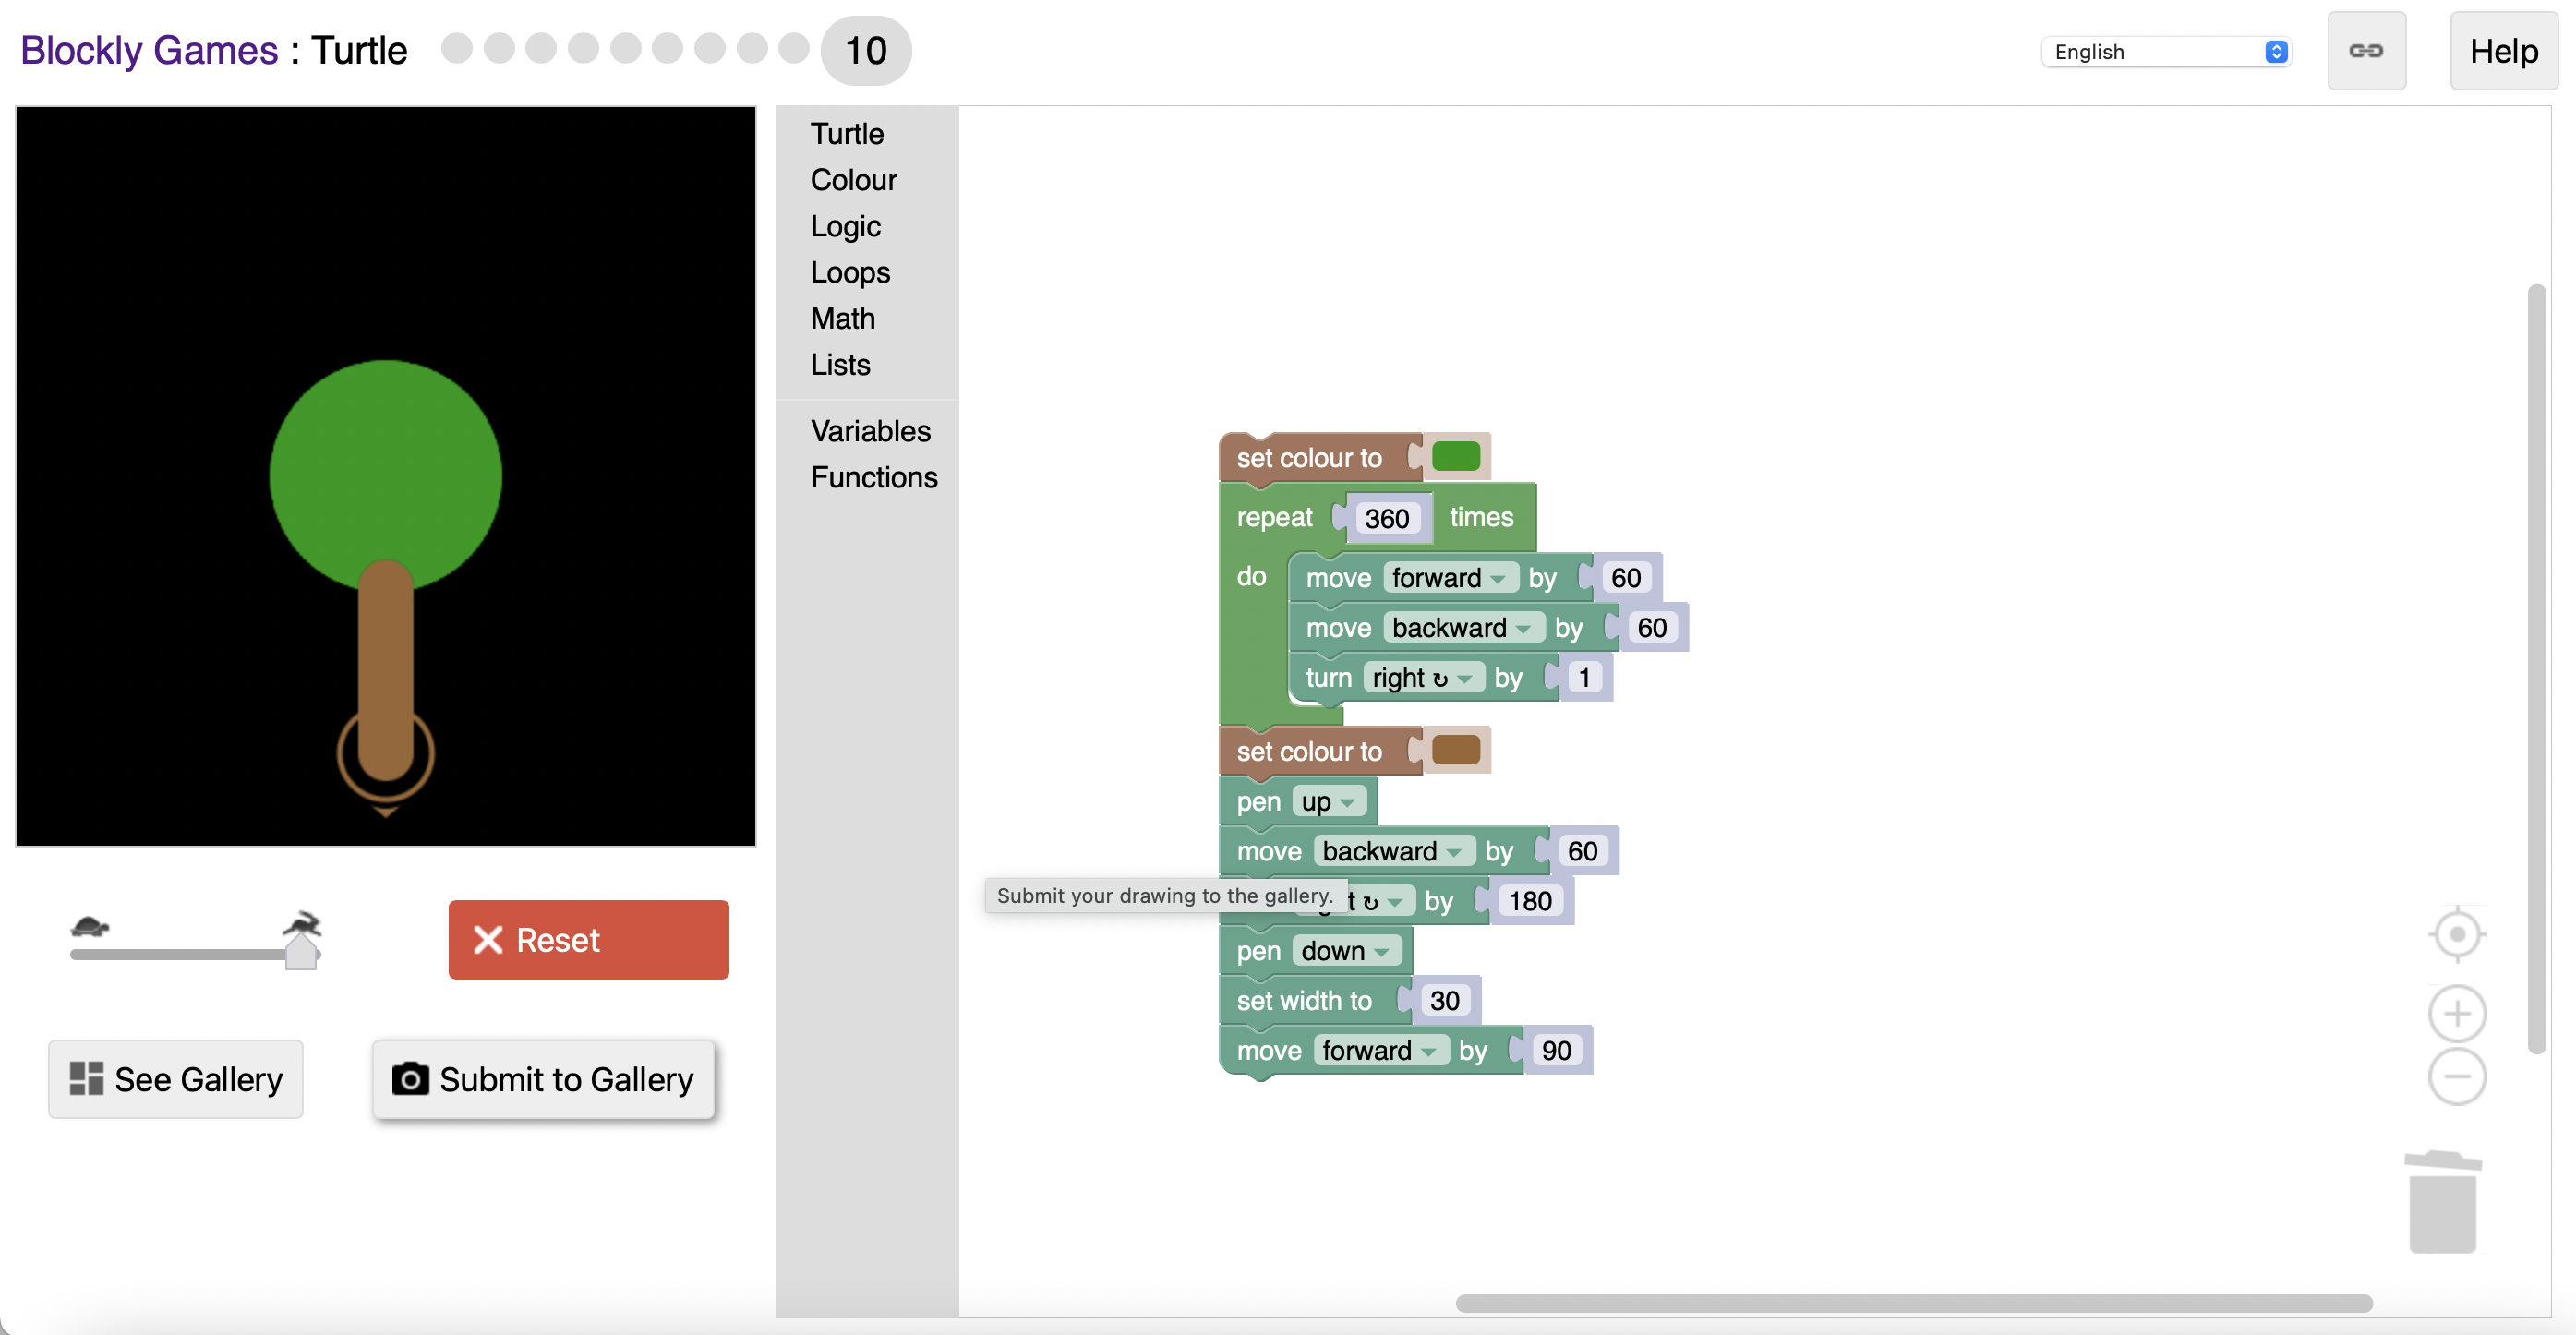 Blockly Games : Turtle
10
English
Help
Turtle
Colour
Logic
Loops
Math
Lists
Variables
Functions
set colour to
repeat 360 times
do move forward by 60
move backward by 60
turn right ↻ by 1
set colour to
pen up
move backward by 60
Submit your drawing to the gallery.
↻ by 180
pen down
set width to 30
move forward by 90
Reset
See Gallery
Submit to Gallery